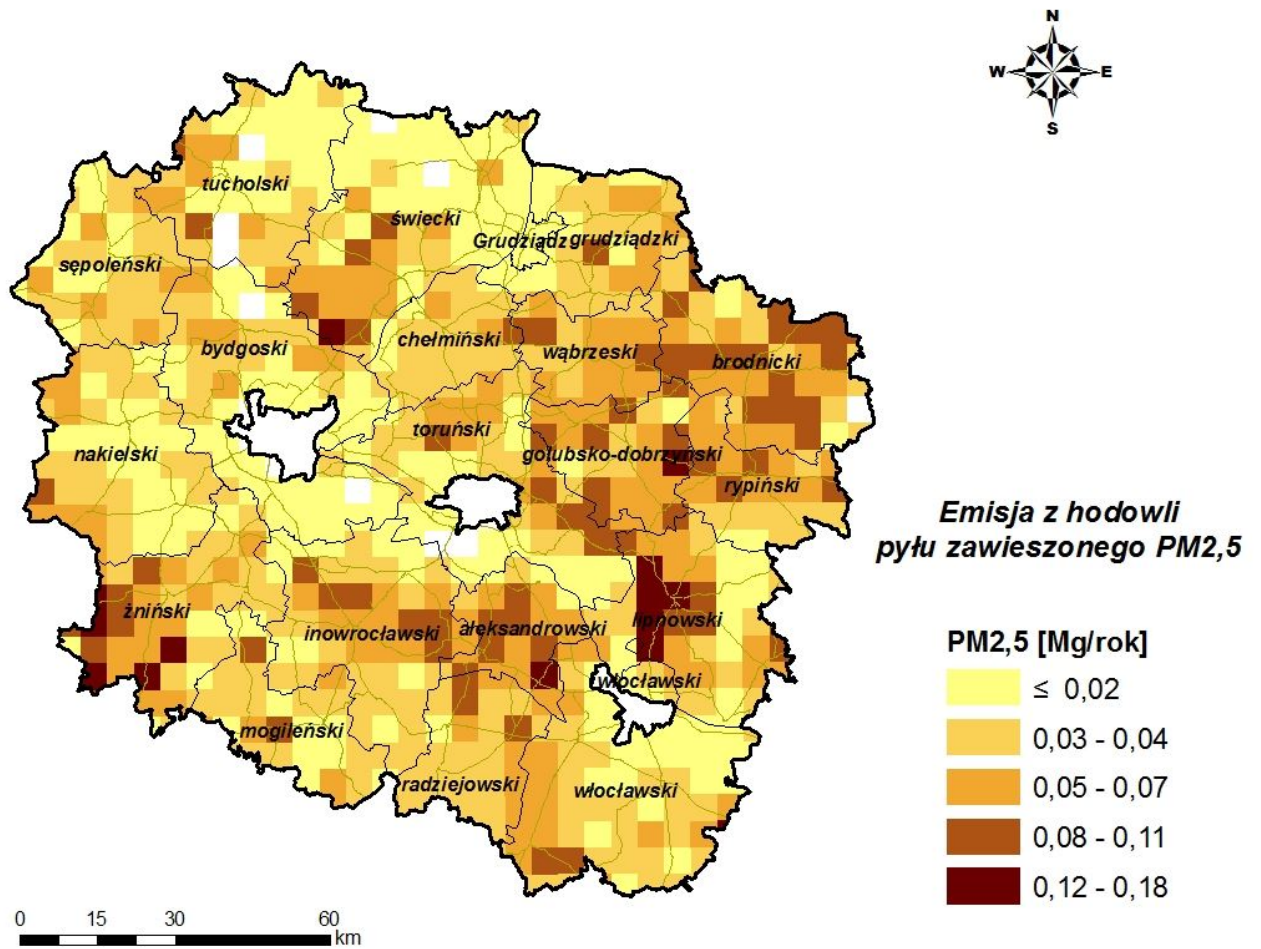 N
W E
S
tucholski
świecki
Grudziądz grudziądzki
sępoleński
bydgoski
chełmiński
wąbrzeski
brodnicki
toruński
nakielski
golubsko-dobrzyński
rypiński
Emisja z hodowli
pyłu zawieszonego PM2,5
żniński
inowrocławski
aleksandrowski
lipnowski
włocławski
mogileński
radziejowski
włocławski
PM2,5 [Mg/rok]
≤ 0,02
0,03 - 0,04
0,05 - 0,07
0,08 - 0,11
0,12 - 0,18
0 15 30 60
km